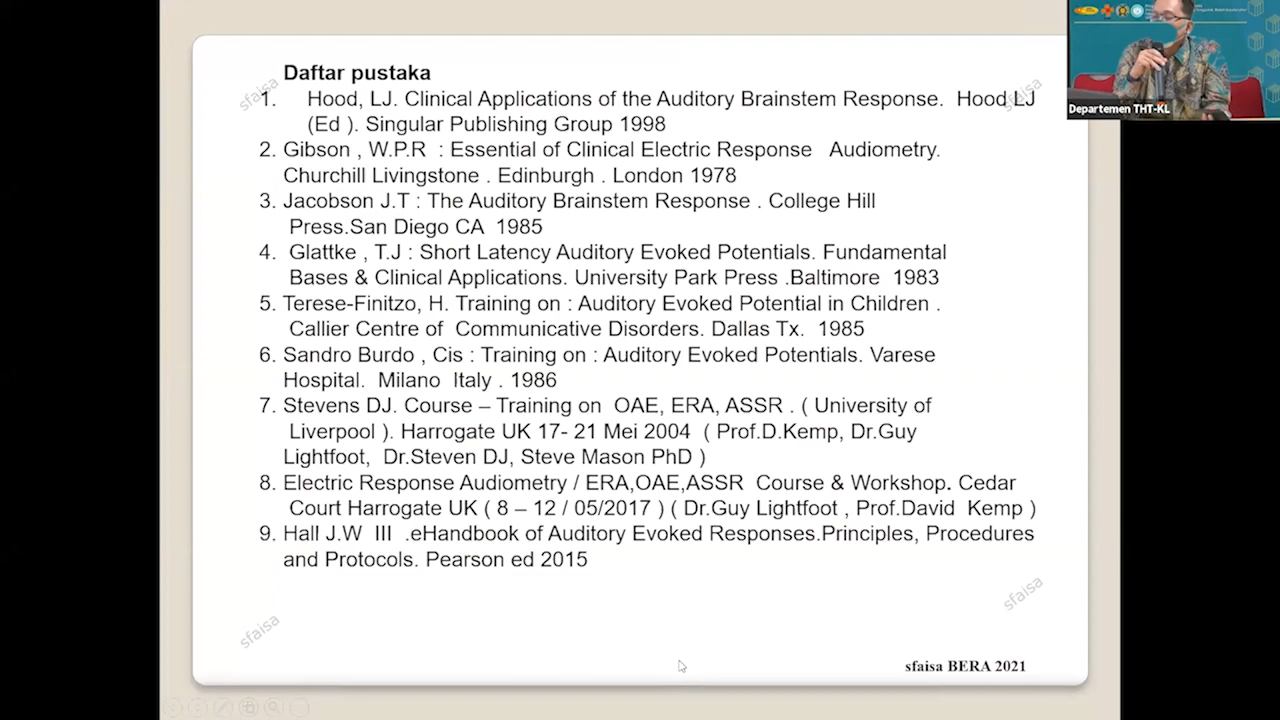 Daftar pustaka
1. Hood, LJ. Clinical Applications of the Auditory Brainstem Response. Hood LJ
(Ed ). Singular Publishing Group 1998
2. Gibson , W.P.R : Essential of Clinical Electric Response Audiometry.
Churchill Livingstone . Edinburgh . London 1978
3. Jacobson J.T : The Auditory Brainstem Response . College Hill
Press.San Diego CA 1985
4. Glattke , T.J : Short Latency Auditory Evoked Potentials. Fundamental
Bases & Clinical Applications. University Park Press .Baltimore 1983
5. Terese-Finitzo, H. Training on : Auditory Evoked Potential in Children .
Callier Centre of Communicative Disorders. Dallas Tx. 1985
6. Sandro Burdo , Cis : Training on : Auditory Evoked Potentials. Varese
Hospital. Milano Italy . 1986
7. Stevens DJ. Course – Training on OAE, ERA, ASSR . ( University of
Liverpool ). Harrogate UK 17- 21 Mei 2004 ( Prof.D.Kemp, Dr.Guy
Lightfoot, Dr.Steven DJ, Steve Mason PhD )
8. Electric Response Audiometry / ERA,OAE,ASSR Course & Workshop. Cedar
Court Harrogate UK ( 8 – 12 / 05/2017 ) ( Dr.Guy Lightfoot , Prof.David Kemp )
9. Hall J.W III .eHandbook of Auditory Evoked Responses.Principles, Procedures
and Protocols. Pearson ed 2015
sfaisa
sfaisa
sfaisa
sfaisa
sfaisa BERA 2021
Departemen THT-KL